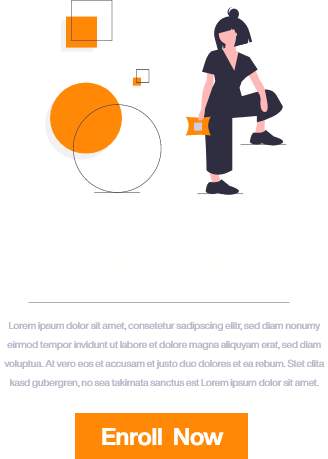 Lorem ipsum dolor sit amet, consetetur sadipscing elitr, sed diam nonumy
eirmod tempor invidunt ut labore et dolore magna aliquyam erat, sed diam
voluptua. At vero eos et accusam et justo duo dolores et ea rebum. Stet clita
kasd gubergren, no sea takimata sanctus est Lorem ipsum dolor sit amet.
Enroll Now